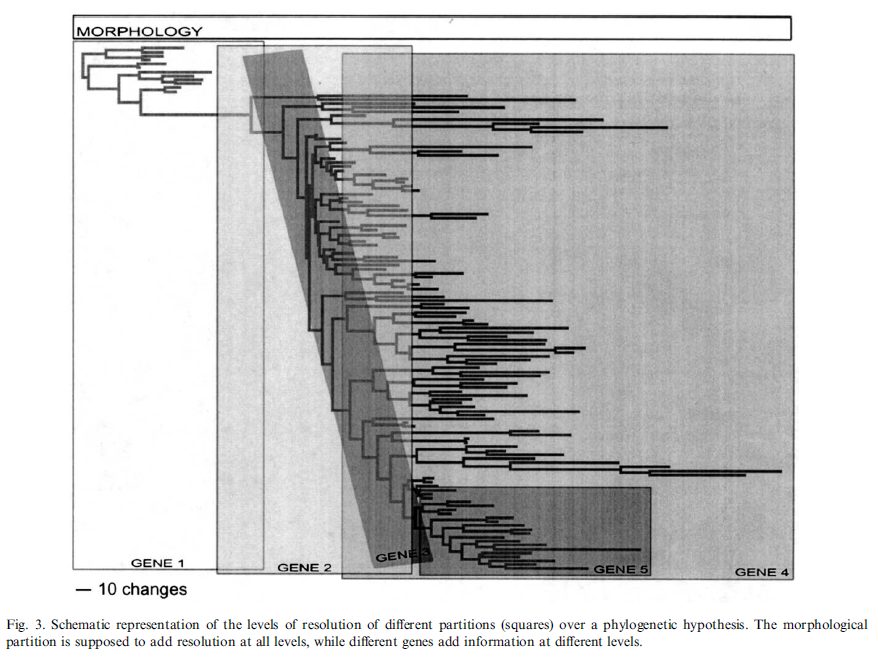 MORPHOLOGY
GENE 1
GENE 2
GENE 3
GENE 5
GENE 4
10 changes
Fig. 3. Schematic representation of the levels of resolution of different partitions (squares) over a phylogenetic hypothesis. The morphological
partition is supposed to add resolution at all levels, while different genes add information at different levels.